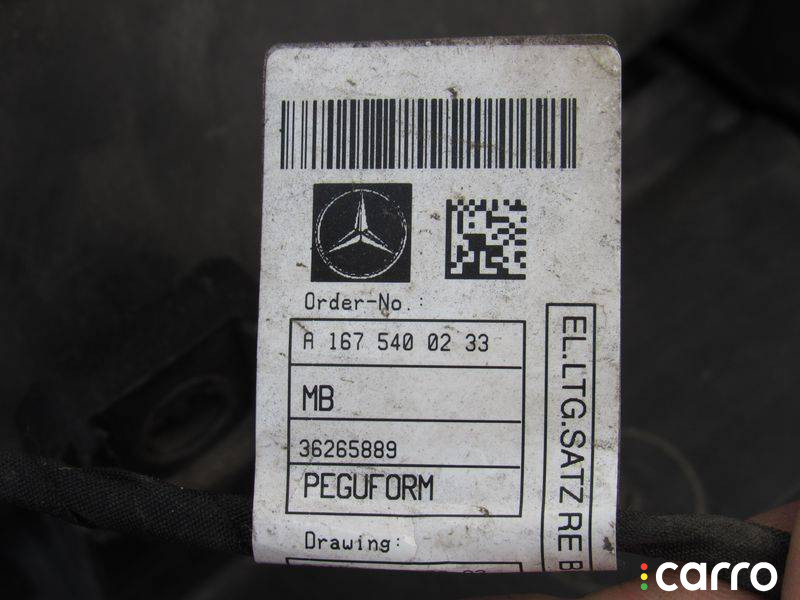 Order-No.:
A 167 540 02 33
MB
36265889
PEGUFORM
Drawing:
EL.LTG.SATZ RE B
carro